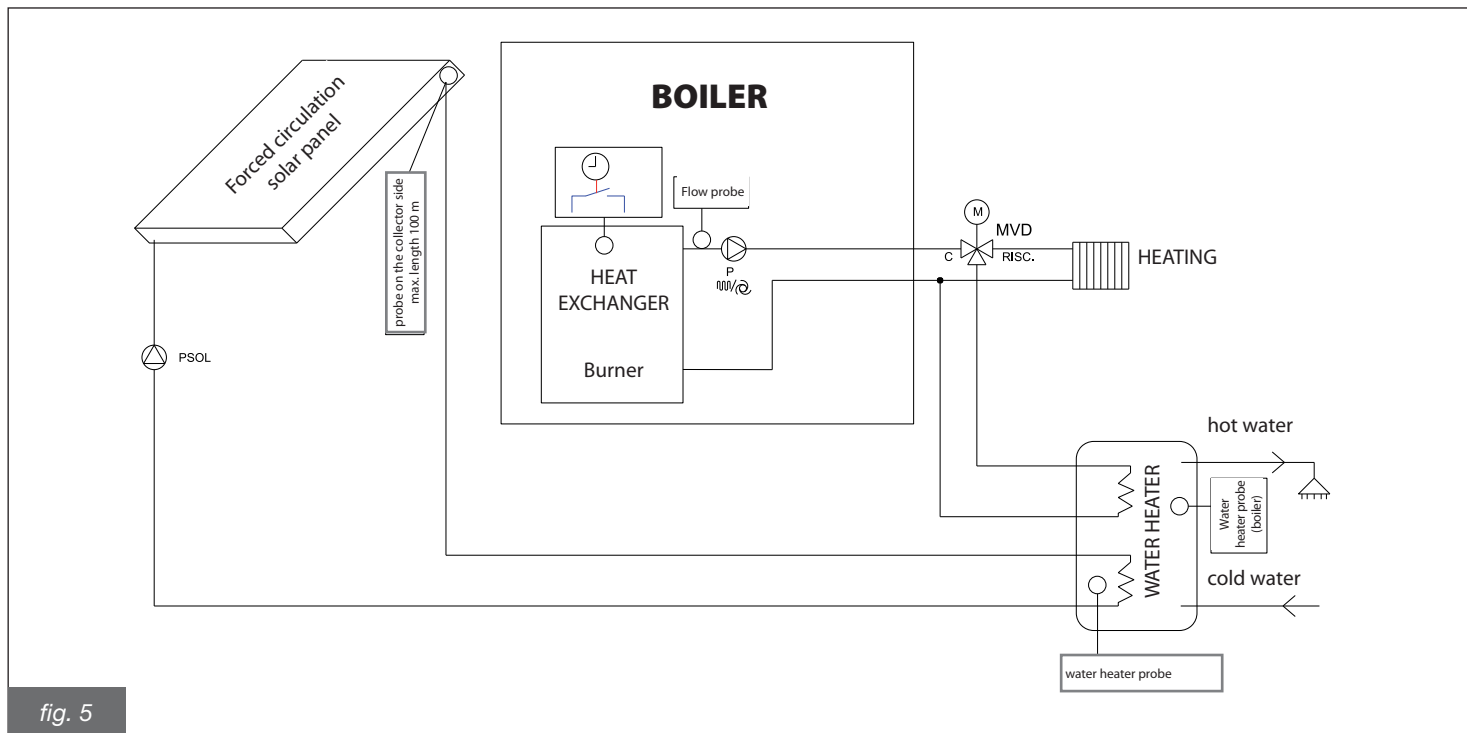 Forced circulation
solar panel
probe on the collector side
max. length 100 m
PSOL
BOILER
Flow probe
HEAT
EXCHANGER
Burner
P
M
MVD
C
RISC.
HEATING
hot water
WATER HEATER
Water
heater probe
(boiler)
cold water
water heater probe
fig. 5